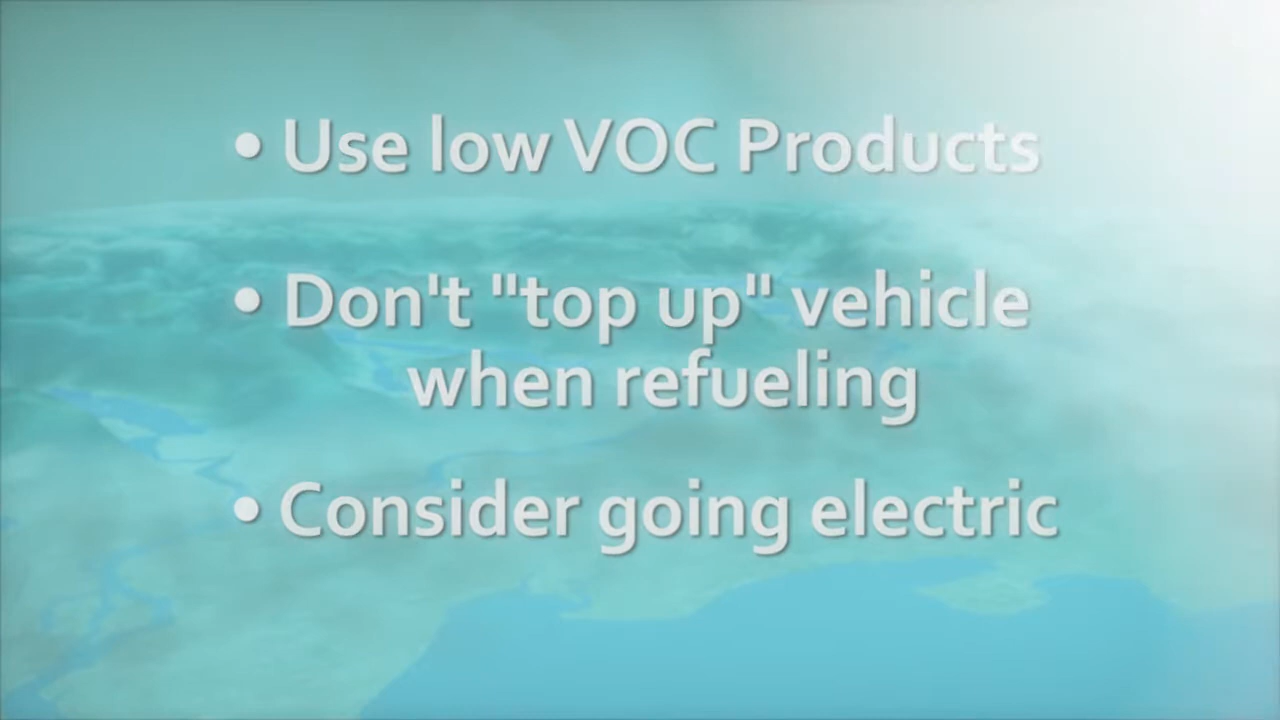 • Use low VOC Products
• Don't "top up" vehicle
when refueling
• Consider going electric